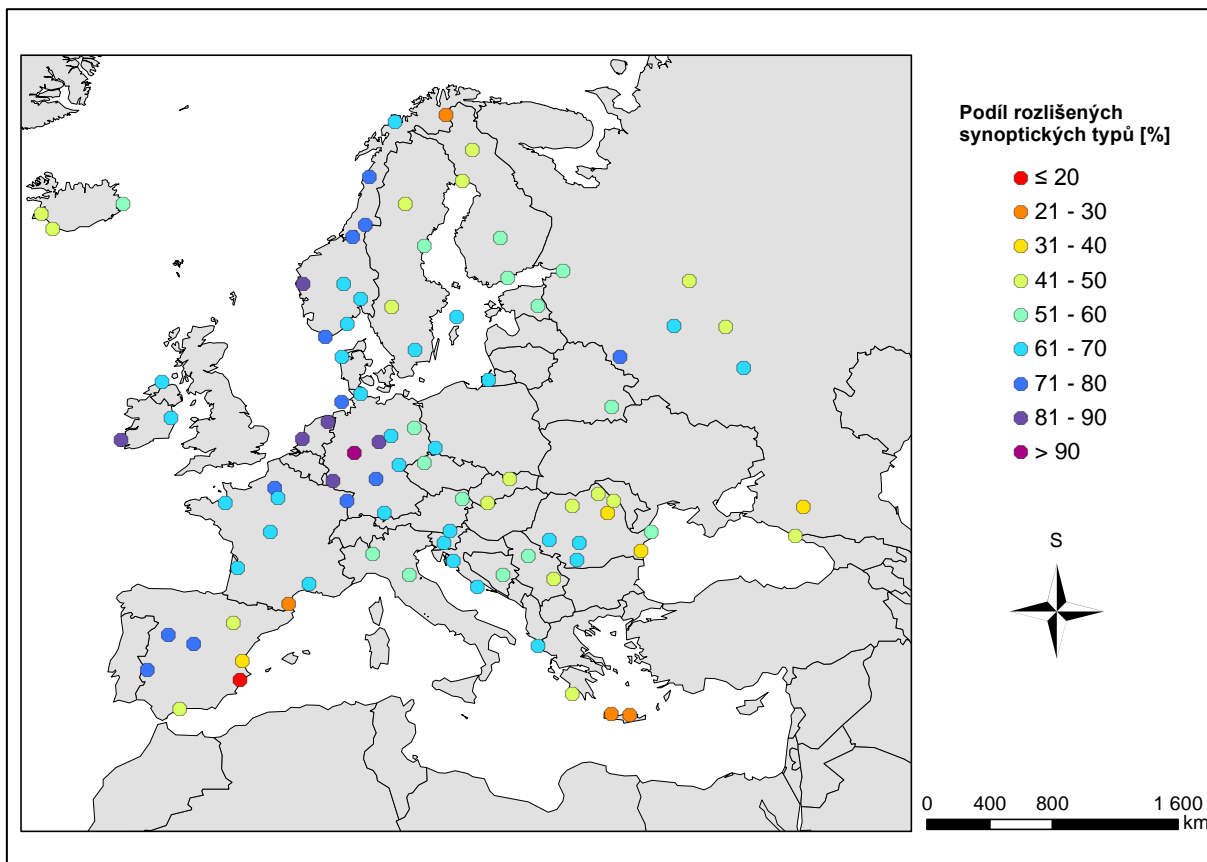 Podíl rozlišených
synoptických typů [%]
≤ 20
21 - 30
31 - 40
41 - 50
51 - 60
61 - 70
71 - 80
81 - 90
> 90
S
0 400 800 1 600
km